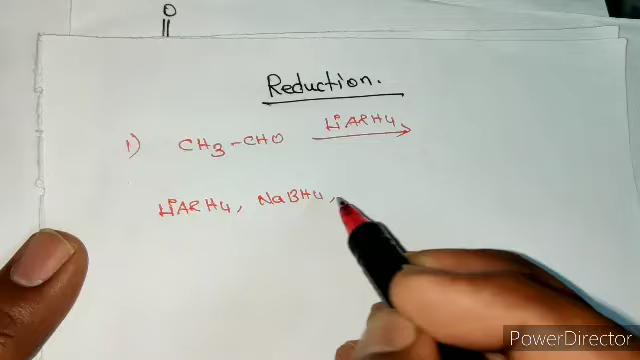 O
Reduction.
1) CH3-CHO LiAlH4
LiAlH4, NaBH4,
PowerDirector